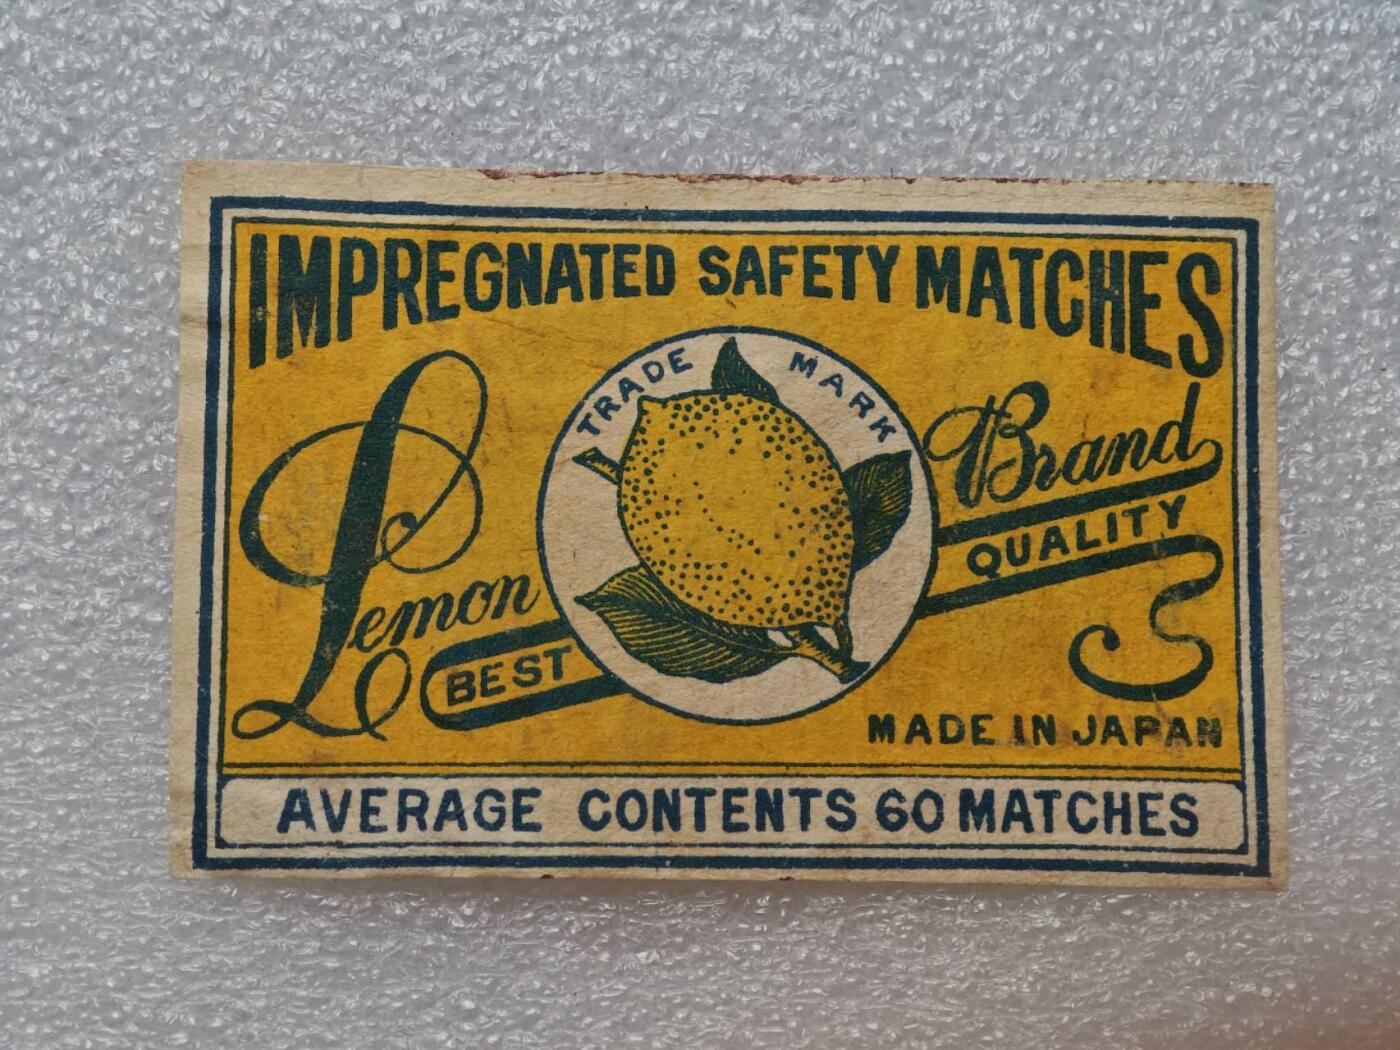 IMPREGNATED SAFETY MATCHES
TRADE MARK
Lemon Brand
BEST QUALITY
MADE IN JAPAN
AVERAGE CONTENTS 60 MATCHES